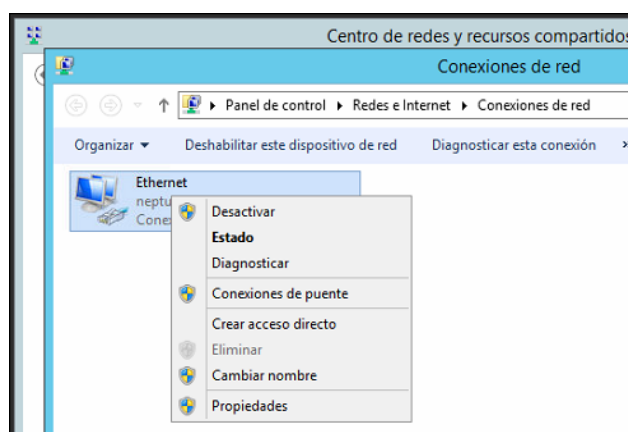 Centro de redes y recursos compartidos
Conexiones de red
Panel de control Redes e Internet Conexiones de red
Organizar Deshabilitar este dispositivo de red Diagnosticar esta conexión »
Ethernet
neptu
Conex
Desactivar
Estado
Diagnosticar
Conexiones de puente
Crear acceso directo
Eliminar
Cambiar nombre
Propiedades